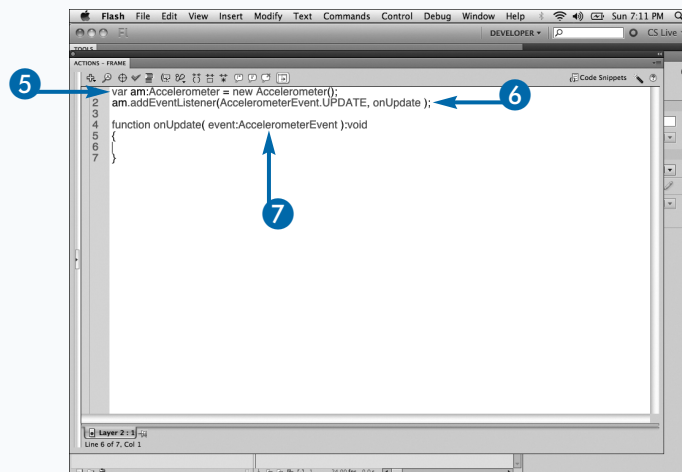 Flash File Edit View Insert Modify Text Commands Control Debug Window Help Sun 7:11 PM
Fl DEVELOPER CS Live
TOOLS
ACTIONS - FRAME
Code Snippets
5
1 var am:Accelerometer = new Accelerometer();
2 am.addEventListener(AccelerometerEvent.UPDATE, onUpdate );
6
3
4 function onUpdate( event:AccelerometerEvent ):void
5 {
6
7 }
7
Layer 2 : 1
Line 6 of 7, Col 1